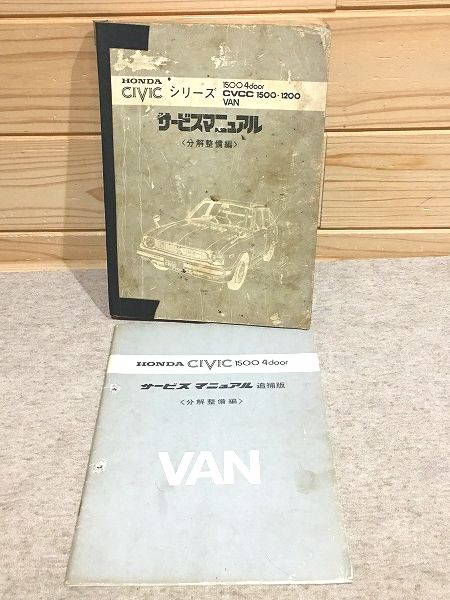 HONDA CIVIC シリーズ
1500 4door
CVCC 1500・1200
VAN
サービスマニュアル
〈分解整備編〉
HONDA CIVIC 1500 4door
サービス マニュアル 追補版
〈分解整備編〉
VAN